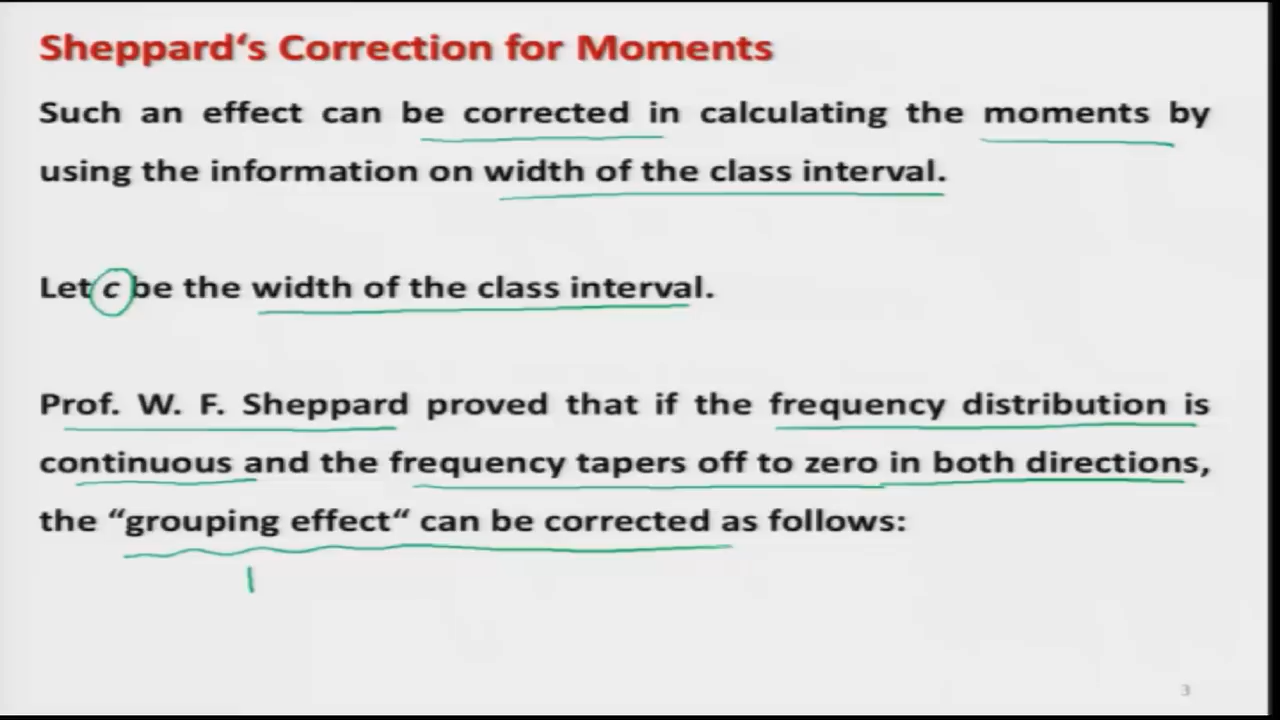 Sheppard‘s Correction for Moments
Such an effect can be corrected in calculating the moments by
using the information on width of the class interval.
Let c be the width of the class interval.
Prof. W. F. Sheppard proved that if the frequency distribution is
continuous and the frequency tapers off to zero in both directions,
the “grouping effect“ can be corrected as follows:
3